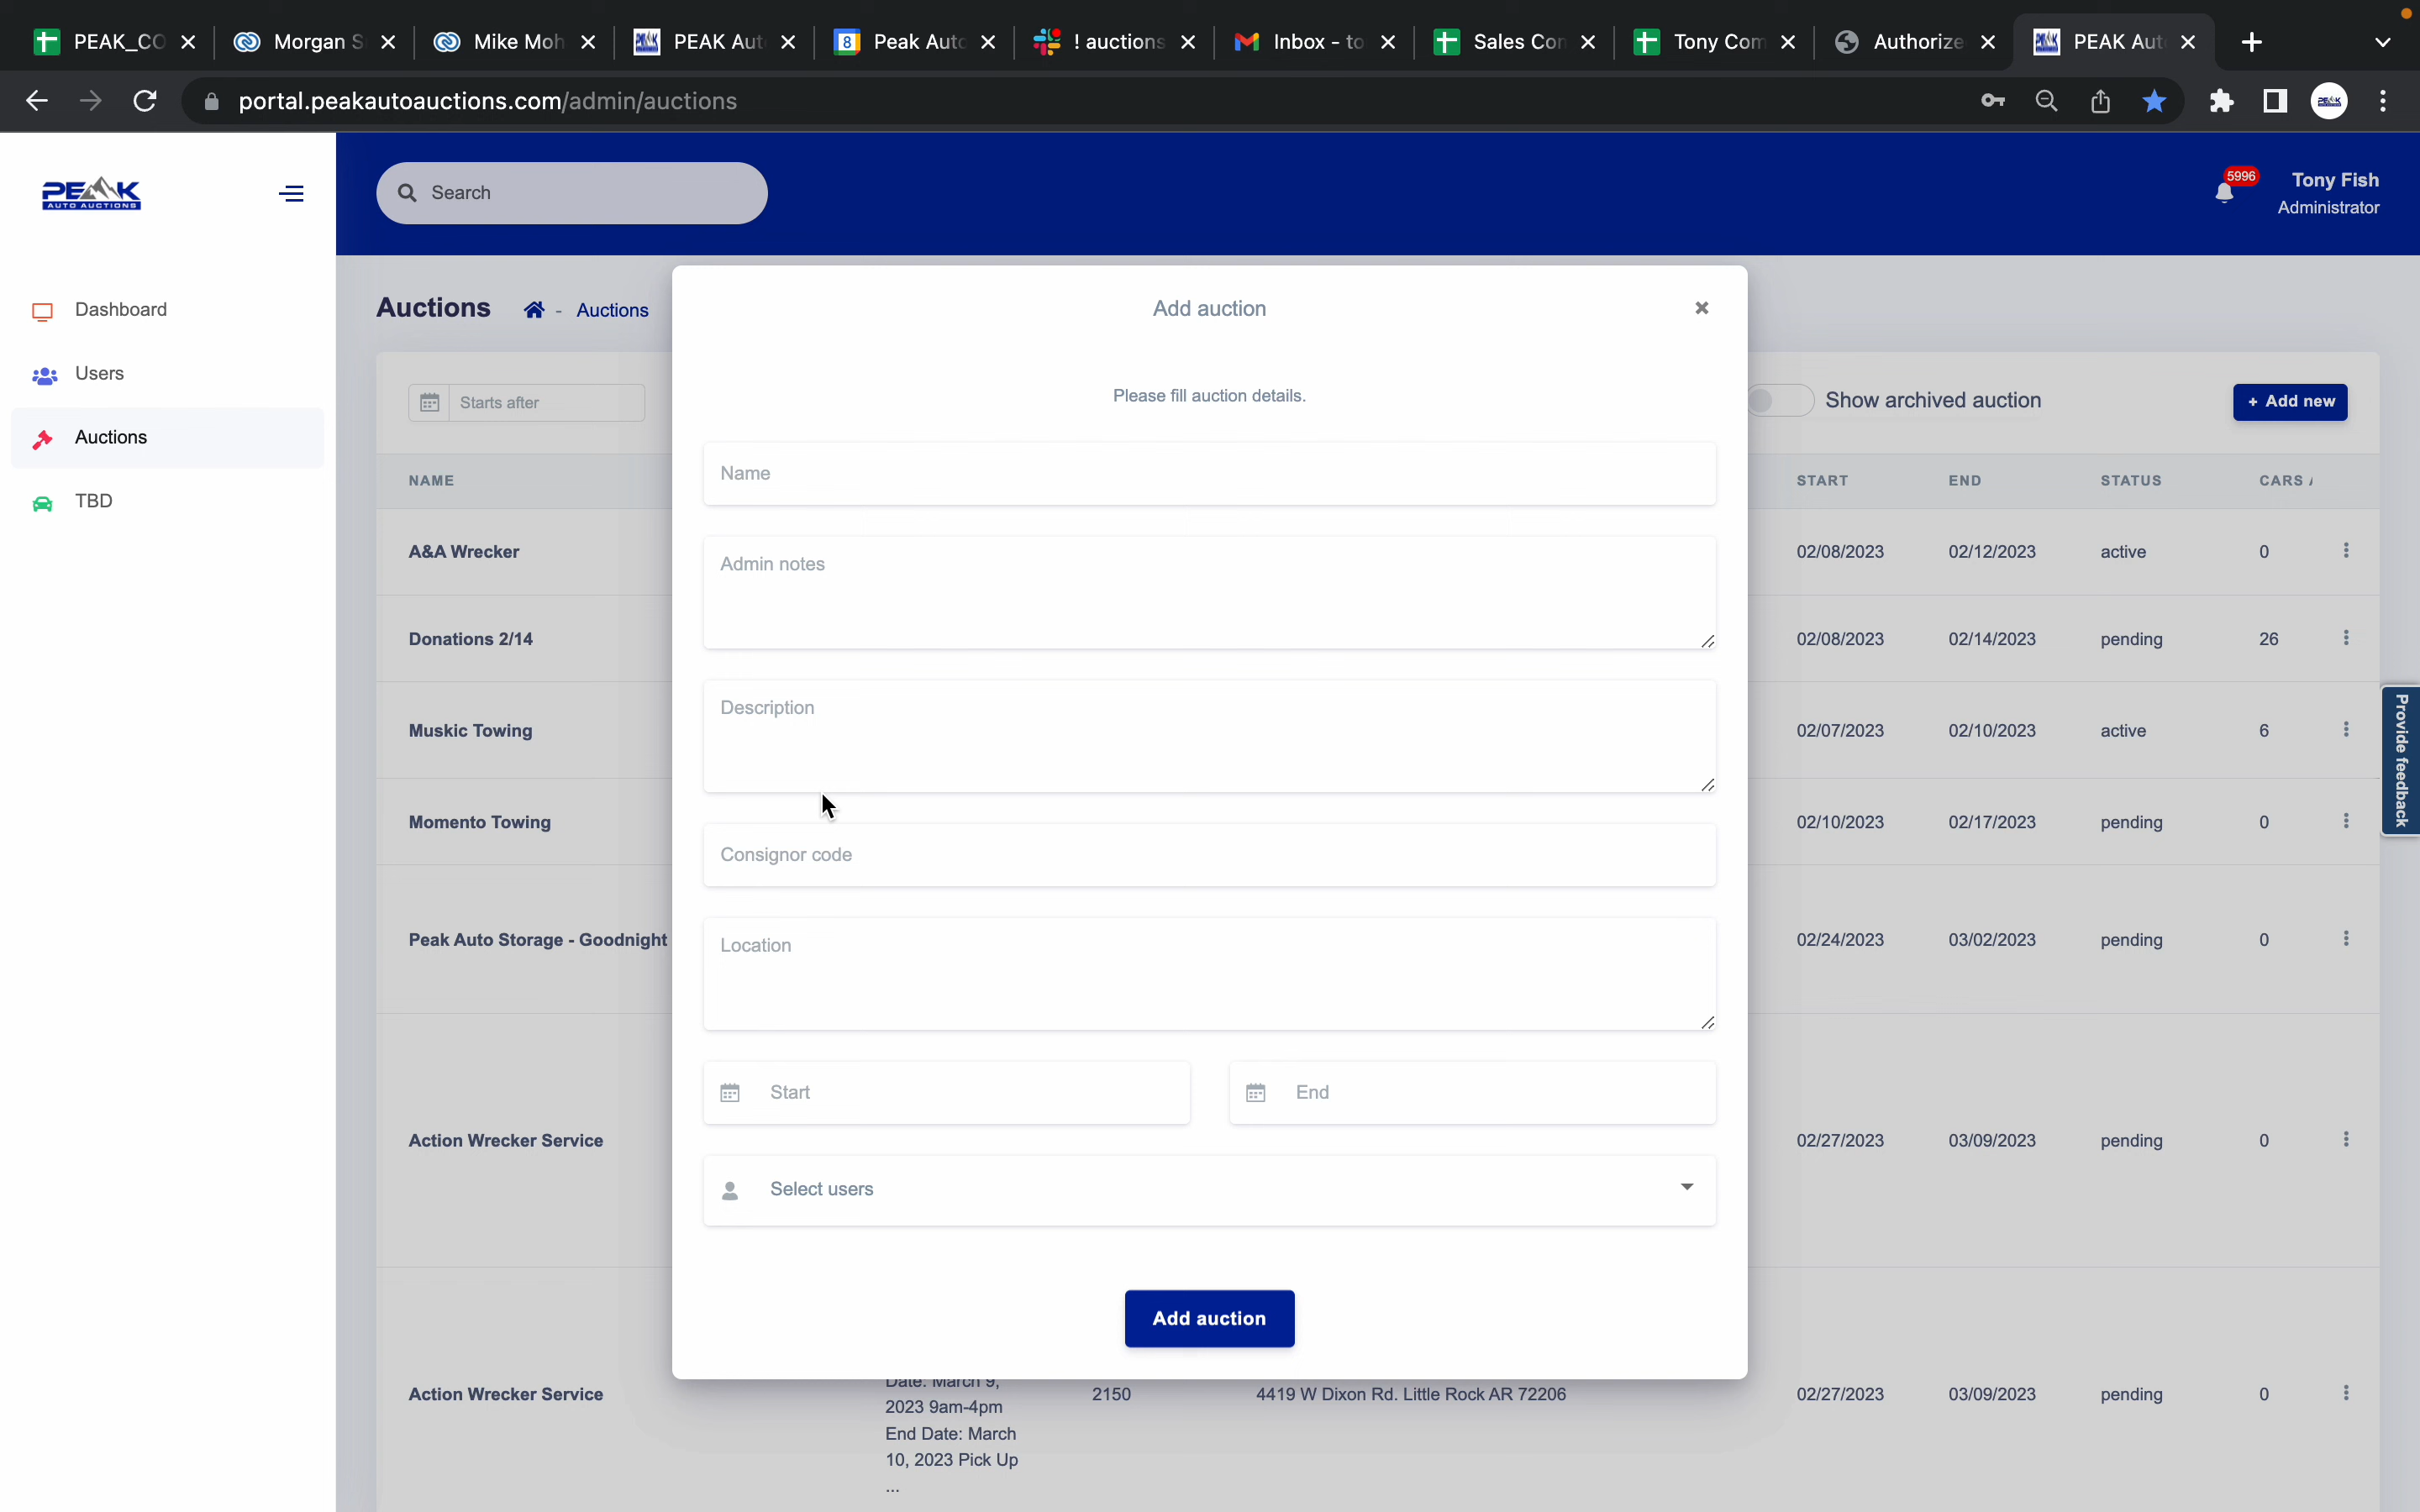 PEAK_CO
Morgan S
Mike Moh
PEAK Aut
8
Peak Auto
! auctions
Inbox - to
Sales Con
Tony Com
Authorize
PEAK Aut
portal.peakautoauctions.com/admin/auctions
PEAK
AUTO AUCTIONS
Search
5996
Tony Fish
Administrator
Dashboard
Users
Auctions
TBD
Auctions - Auctions
Starts after
Show archived auction
+ Add new
NAME START END STATUS CARS
A&A Wrecker 02/08/2023 02/12/2023 active 0
Donations 2/14 02/08/2023 02/14/2023 pending 26
Muskic Towing 02/07/2023 02/10/2023 active 6
Momento Towing 02/10/2023 02/17/2023 pending 0
Peak Auto Storage - Goodnight 02/24/2023 03/02/2023 pending 0
Action Wrecker Service 02/27/2023 03/09/2023 pending 0
Action Wrecker Service 2150 4419 W Dixon Rd. Little Rock AR 72206 02/27/2023 03/09/2023 pending 0
Date: March 9,
2023 9am-4pm
End Date: March
10, 2023 Pick Up
...
Add auction
Please fill auction details.
Name
Admin notes
Description
Consignor code
Location
Start
End
Select users
Add auction
Provide feedback